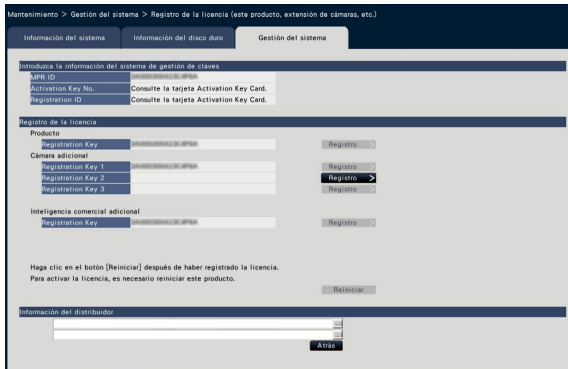 Mantenimiento > Gestión del sistema > Registro de la licencia (este producto, extensión de cámaras, etc.)
Información del sistema Información del disco duro Gestión del sistema
Introduzca la información del sistema de gestión de claves
MPR ID
Activation Key No. Consulte la tarjeta Activation Key Card.
Registration ID Consulte la tarjeta Activation Key Card.
Registro de la licencia
Producto
Registration Key Registro >
Cámara adicional
Registration Key 1 Registro >
Registration Key 2 Registro >
Registration Key 3 Registro >
Inteligencia comercial adicional
Registration Key Registro >
Haga clic en el botón [Reiniciar] después de haber registrado la licencia.
Para activar la licencia, es necesario reiniciar este producto.
Reiniciar
Información del distribuidor
Atrás